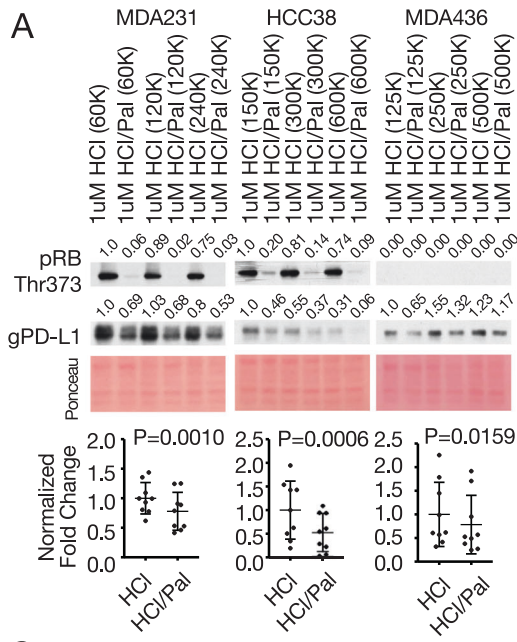 A
MDA231 HCC38 MDA436
1uM HCl (60K)
1uM HCl/Pal (60K)
1uM HCl (120K)
1uM HCl/Pal (120K)
1uM HCl (240K)
1uM HCl/Pal (240K)
1uM HCl (150K)
1uM HCl/Pal (150K)
1uM HCl (300K)
1uM HCl/Pal (300K)
1uM HCl (600K)
1uM HCl/Pal (600K)
1uM HCl (125K)
1uM HCl/Pal (125K)
1uM HCl (250K)
1uM HCl/Pal (250K)
1uM HCl (500K)
1uM HCl/Pal (500K)
1.0 0.06 0.89 0.02 0.75 0.03 1.0 0.20 0.81 0.14 0.74 0.09 0.00 0.00 0.00 0.00 0.00 0.00
pRB
Thr373
1.0 0.69 1.03 0.68 0.8 0.53 1.0 0.46 0.55 0.37 0.31 0.06 1.0 0.65 1.55 1.32 1.23 1.17
gPD-L1
Ponceau
Normalized
Fold Change
P=0.0010
2.0
1.5
1.0
0.5
0.0
HCl
HCl/Pal
P=0.0006
2.5
2.0
1.5
1.0
0.5
0.0
HCl
HCl/Pal
P=0.0159
2.5
2.0
1.5
1.0
0.5
0.0
HCl
HCl/Pal